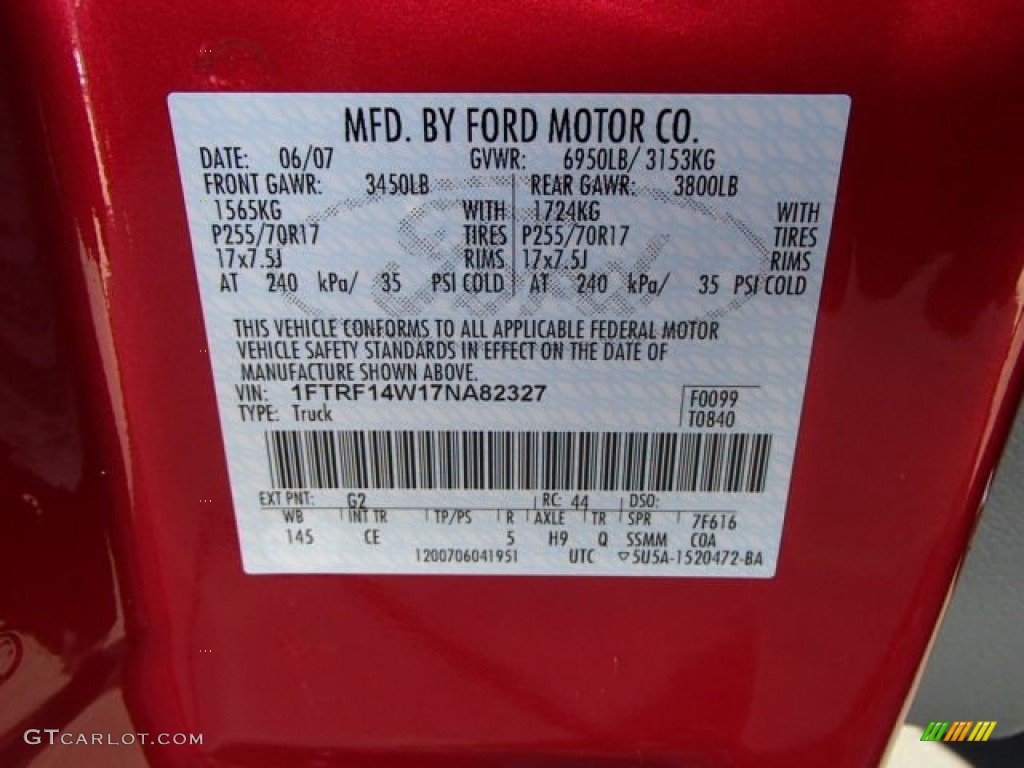 MFD. BY FORD MOTOR CO.
DATE: 06/07 GVWR: 6950LB/ 3153KG
FRONT GAWR: 3450LB REAR GAWR: 3800LB
1565KG WITH 1724KG WITH
P255/70R17 TIRES P255/70R17 TIRES
17x7.5J RIMS 17x7.5J RIMS
AT 240 kPa/ 35 PSI COLD AT 240 kPa/ 35 PSI COLD
THIS VEHICLE CONFORMS TO ALL APPLICABLE FEDERAL MOTOR
VEHICLE SAFETY STANDARDS IN EFFECT ON THE DATE OF
MANUFACTURE SHOWN ABOVE.
VIN: 1FTRF14W17NA82327 F0099
TYPE: Truck T0840
EXT PNT: G2 RC: 44 DSO:
WB INT TR TP/PS R AXLE TR SPR 7F616
145 CE 5 H9 Q SSMM COA
1200706041951 UTC ▽5U5A-1520472-BA
Ford
GTCARLOT.COM